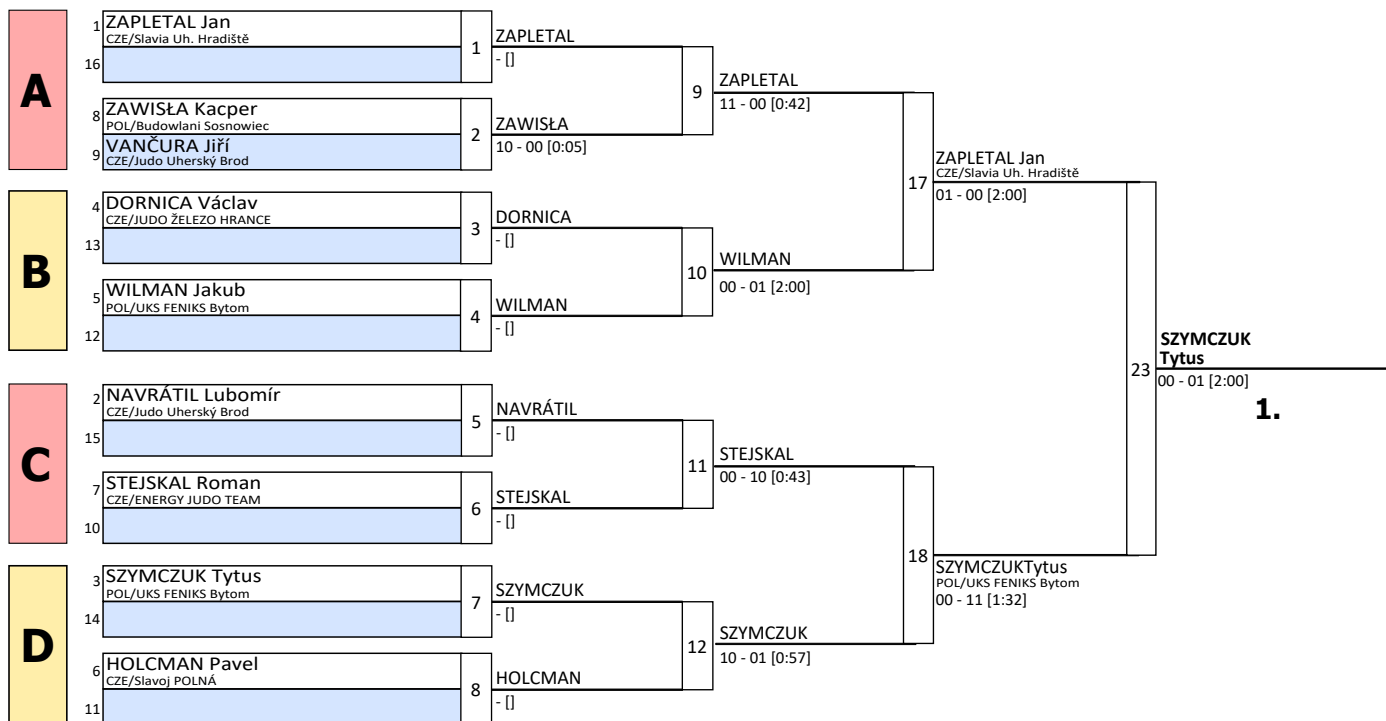 A
1 ZAPLETAL Jan
CZE/Slavia Uh. Hradiště
16
1
ZAPLETAL
- []
8 ZAWISŁA Kacper
POL/Budowlani Sosnowiec
9 VANČURA Jiří
CZE/Judo Uherský Brod
2
ZAWISŁA
10 - 00 [0:05]
9
ZAPLETAL
11 - 00 [0:42]
B
4 DORNICA Václav
CZE/JUDO ŽELEZO HRANCE
13
3
DORNICA
- []
5 WILMAN Jakub
POL/UKS FENIKS Bytom
12
4
WILMAN
- []
10
WILMAN
00 - 01 [2:00]
17
ZAPLETAL Jan
CZE/Slavia Uh. Hradiště
01 - 00 [2:00]
C
2 NAVRÁTIL Lubomír
CZE/Judo Uherský Brod
15
5
NAVRÁTIL
- []
7 STEJSKAL Roman
CZE/ENERGY JUDO TEAM
10
6
STEJSKAL
- []
11
STEJSKAL
00 - 10 [0:43]
D
3 SZYMCZUK Tytus
POL/UKS FENIKS Bytom
14
7
SZYMCZUK
- []
6 HOLCMAN Pavel
CZE/Slavoj POLNÁ
11
8
HOLCMAN
- []
12
SZYMCZUK
10 - 01 [0:57]
18
SZYMCZUKTytus
POL/UKS FENIKS Bytom
00 - 11 [1:32]
23
SZYMCZUK
Tytus
00 - 01 [2:00]
1.